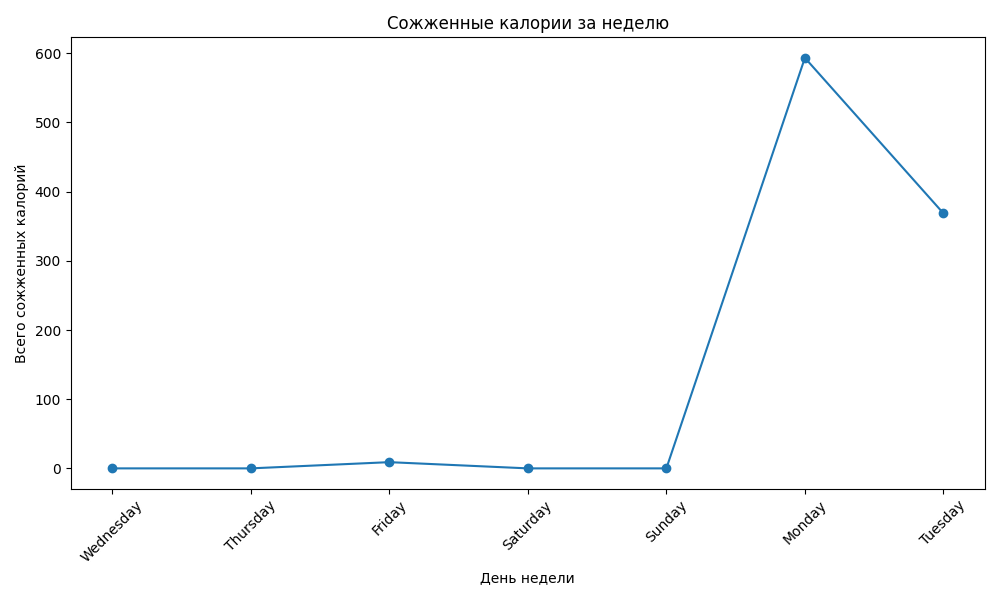 Сожженные калории за неделю
Всего сожженных калорий
600
500
400
300
200
100
0
Wednesday
Thursday
Friday
Saturday
Sunday
Monday
Tuesday
День недели